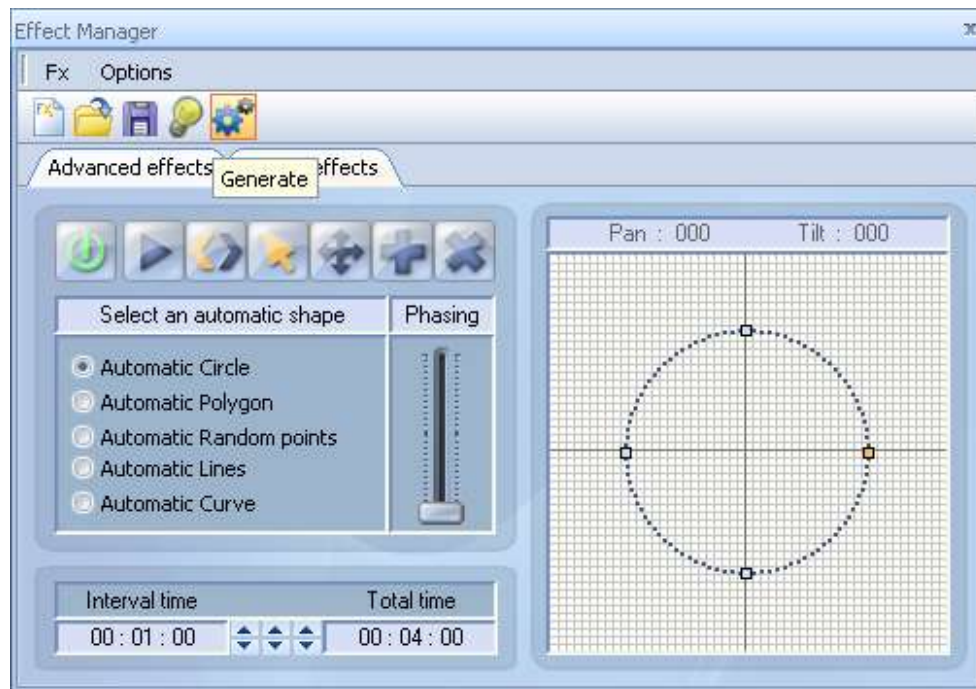 Effect Manager
Fx Options
Advanced effects effects
Generate
Pan : 000 Tilt : 000
Select an automatic shape Phasing
Automatic Circle
Automatic Polygon
Automatic Random points
Automatic Lines
Automatic Curve
Interval time Total time
00 : 01 : 00 00 : 04 : 00